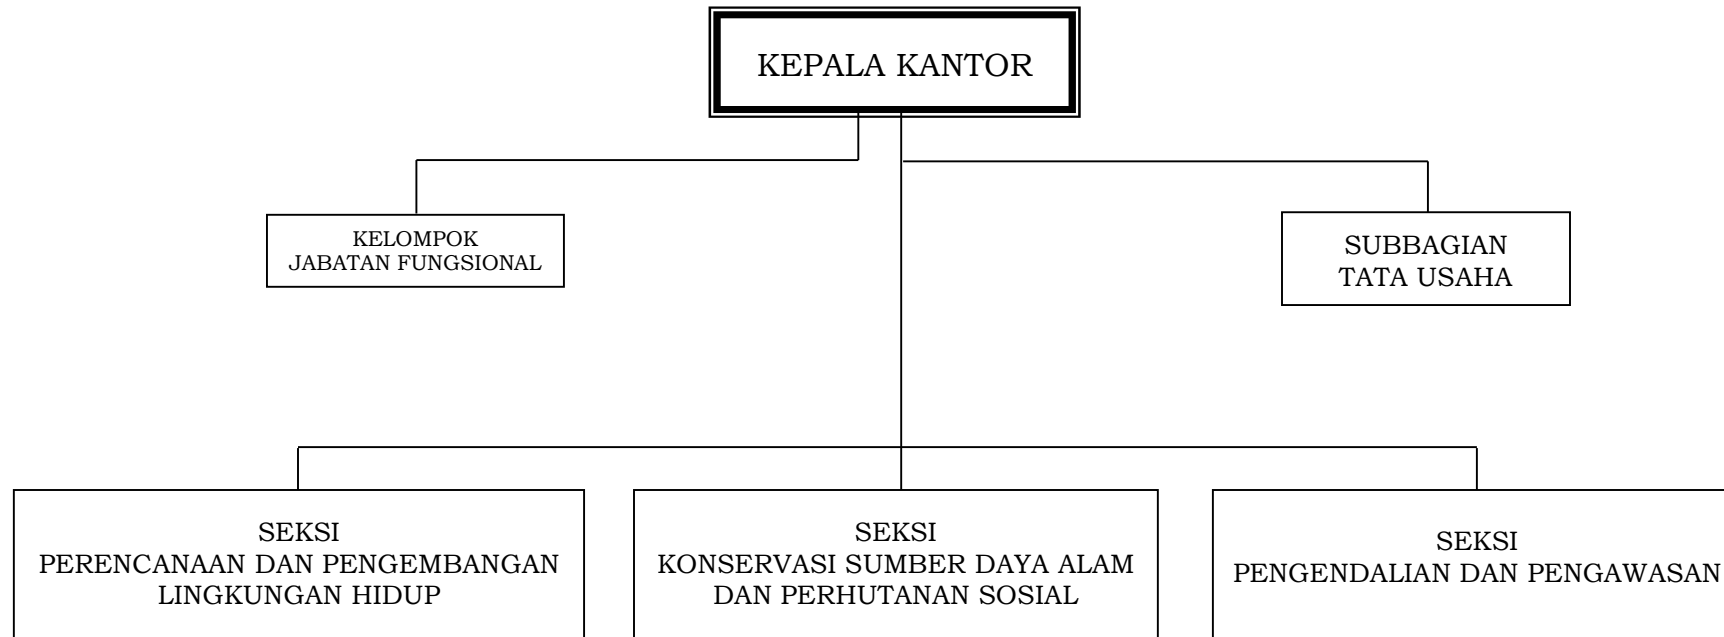 KEPALA KANTOR
KELOMPOK
JABATAN FUNGSIONAL
SUBBAGIAN
TATA USAHA
SEKSI
PERENCANAAN DAN PENGEMBANGAN
LINGKUNGAN HIDUP
SEKSI
KONSERVASI SUMBER DAYA ALAM
DAN PERHUTANAN SOSIAL
SEKSI
PENGENDALIAN DAN PENGAWASAN